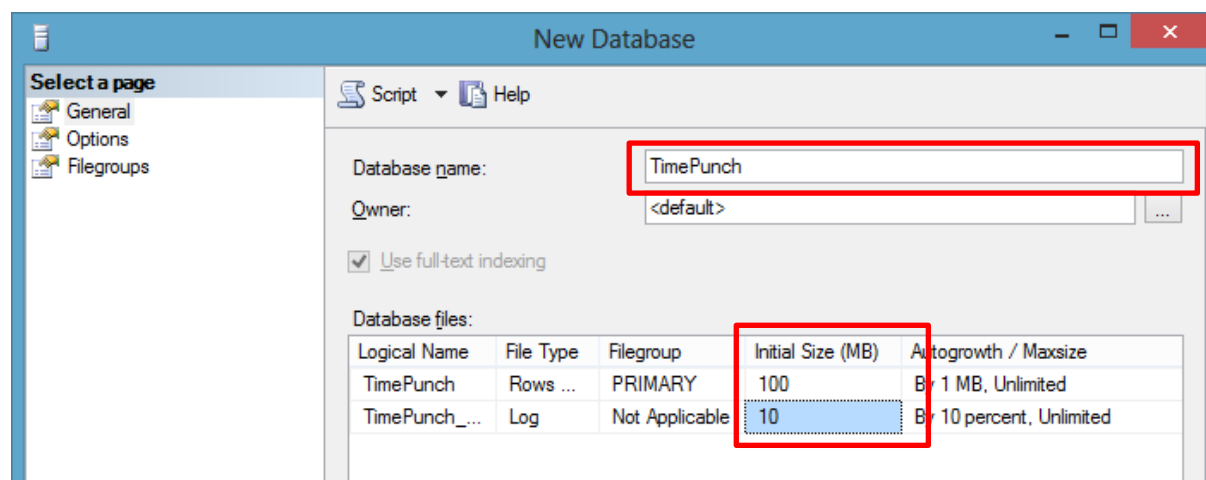 New Database
Select a page
General
Options
Filegroups
Script Help
Database name: TimePunch
Owner: <default> ...
Use full-text indexing
Database files:
Logical Name File Type Filegroup Initial Size (MB) Autogrowth / Maxsize
TimePunch Rows ... PRIMARY 100 By 1 MB, Unlimited
TimePunch_... Log Not Applicable 10 By 10 percent, Unlimited